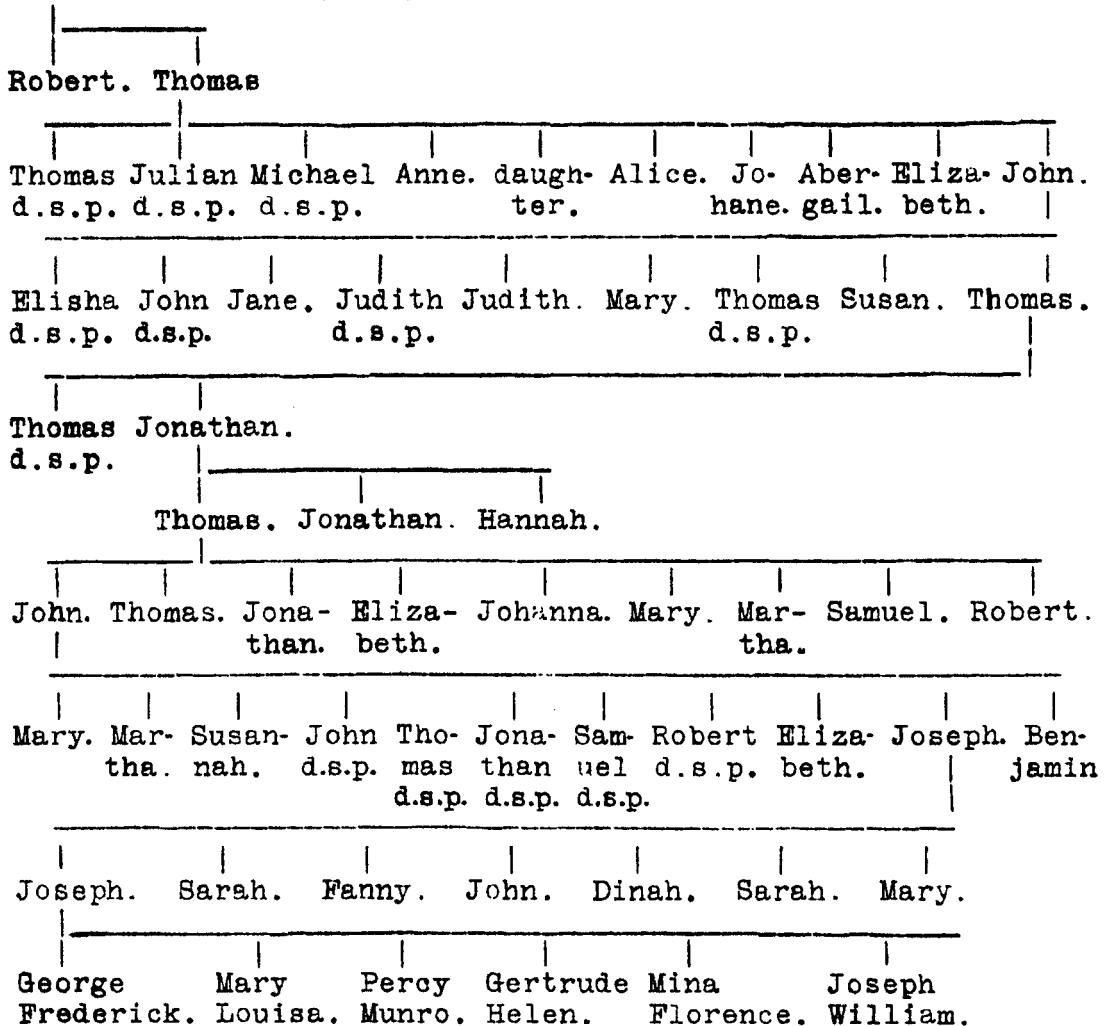 Robert. Thomas
Thomas Julian Michael Anne. daugh- Alice. Jo- Aber- Eliza- John.
d.s.p. d.s.p. d.s.p. ter. hane. gail. beth.
Elisha John Jane. Judith Judith. Mary. Thomas Susan. Thomas.
d.s.p. d.s.p. d.s.p. d.s.p.
Thomas Jonathan.
d.s.p.
Thomas. Jonathan. Hannah.
John. Thomas. Jona- Eliza- Johanna. Mary. Mar- Samuel. Robert.
than. beth. tha.
Mary. Mar- Susan- John Tho- Jona- Sam- Robert Eliza- Joseph. Ben-
tha. nah. d.s.p. mas than uel d.s.p. beth. jamin
d.s.p. d.s.p. d.s.p.
Joseph. Sarah. Fanny. John. Dinah. Sarah. Mary.
George Mary Percy Gertrude Mina Joseph
Frederick. Louisa. Munro. Helen. Florence. William.